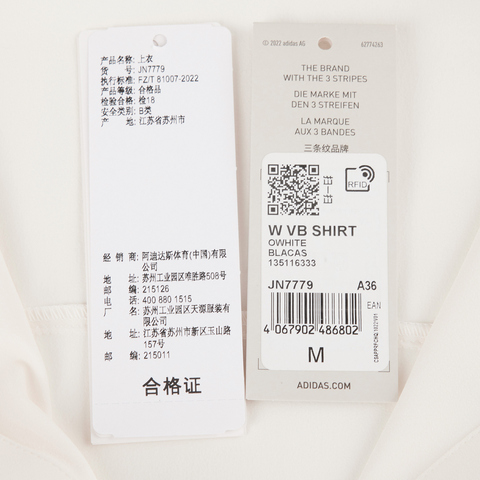 产品名称: 上衣
货 号: JN7779
执行标准: FZ/T 81007-2022
产品等级: 合格品
检验合格: 检18
安全类别: B类
产 地: 江苏省苏州市
经 销 商: 阿迪达斯体育(中国)有限
公司
地 址: 苏州工业园区唯胜路508号
邮 编: 215126
电 话: 400 880 1515
厂 名: 苏州工业园区天源服装有
限公司
地 址: 江苏省苏州市新区玉山路
157号
邮 编: 215011
合格证
© 2022 adidas AG
62774263
THE BRAND
WITH THE 3 STRIPES
DIE MARKE MIT
DEN 3 STREIFEN
LA MARQUE
AUX 3 BANDES
三条纹品牌
RFID
W VB SHIRT
OWHITE
BLACAS
135116333
JN7779 A36
EAN
4 067902 486802
M
ADIDAS.COM